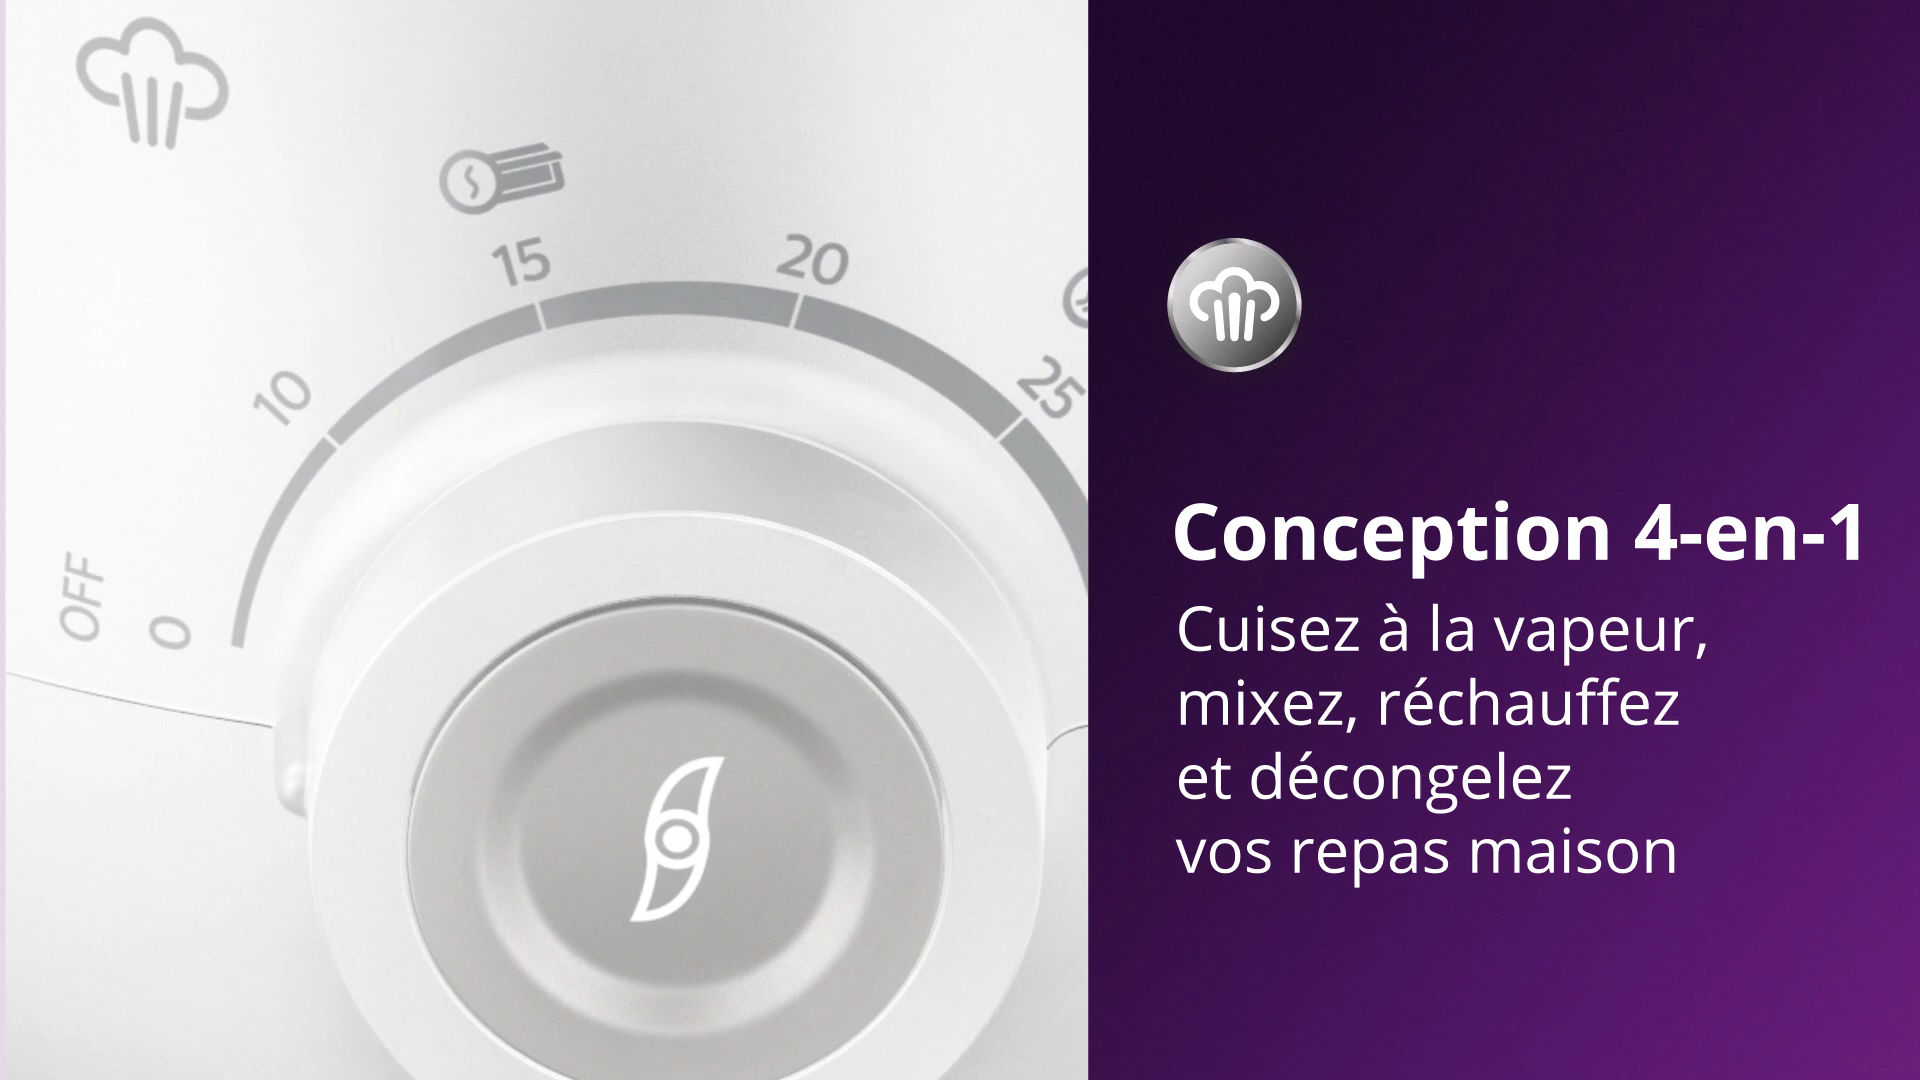 15
20
10
25
OFF
0
Conception 4-en-1
Cuisez à la vapeur,
mixez, réchauffez
et décongelez
vos repas maison